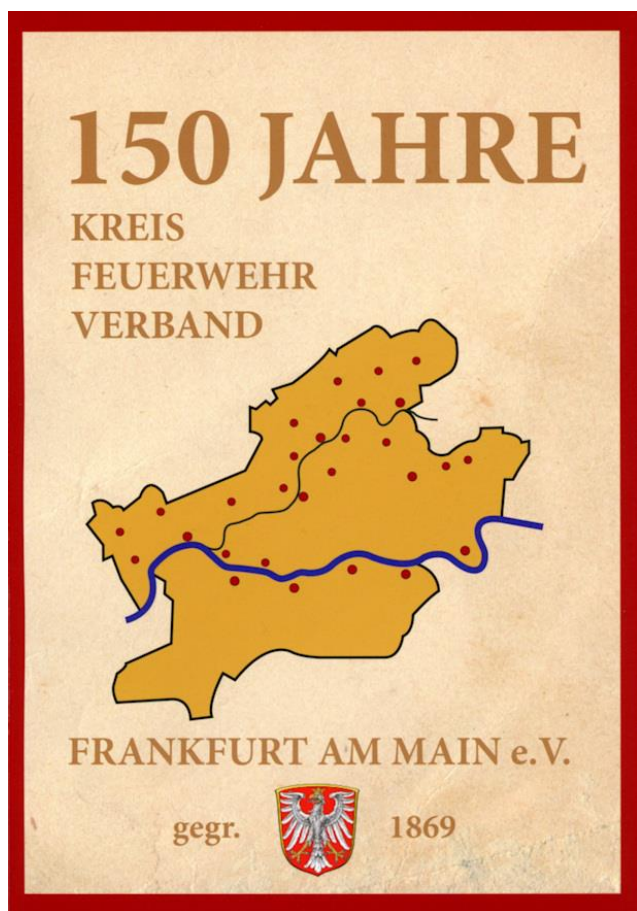 150 JAHRE
KREIS
FEUERWEHR
VERBAND
FRANKFURT AM MAIN e.V.
gegr. 1869